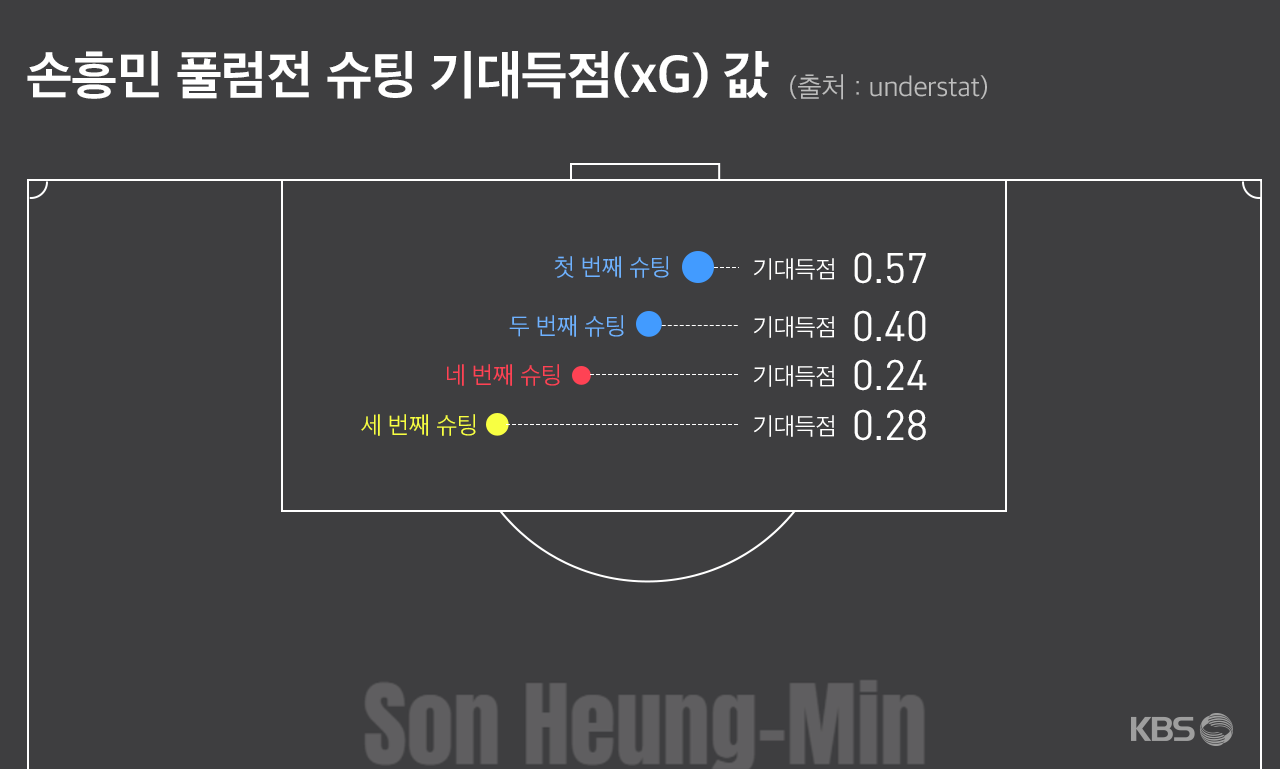 손흥민 풀럼전 슈팅 기대득점(xG) 값 (출처 : understat)
첫 번째 슈팅 기대득점 0.57
두 번째 슈팅 기대득점 0.40
네 번째 슈팅 기대득점 0.24
세 번째 슈팅 기대득점 0.28
Son Heung-Min
KBS